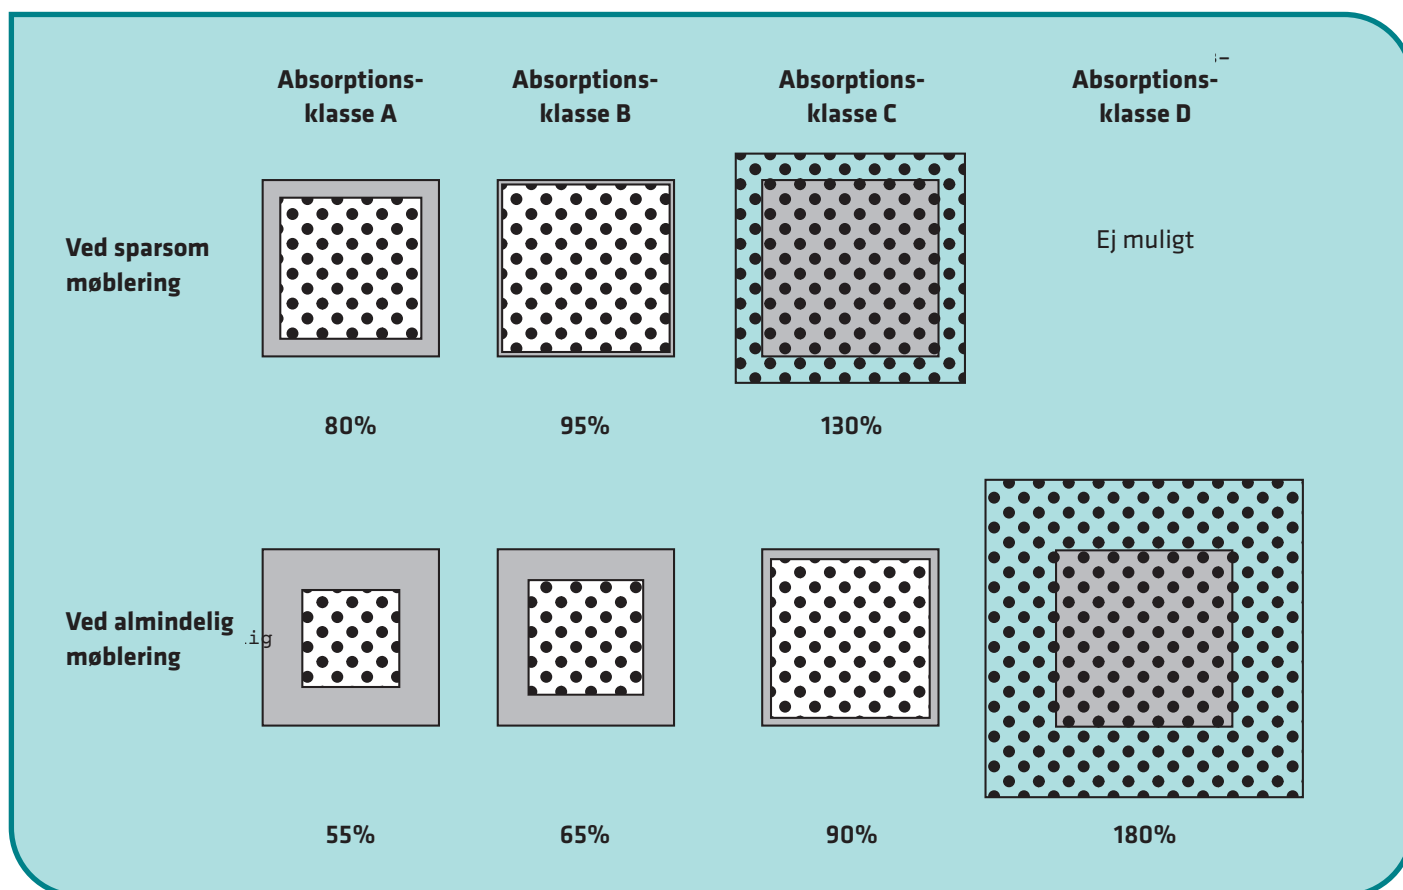 Absorptions-
klasse A
Absorptions-
klasse B
Absorptions-
klasse C
Absorptions-
klasse D
Ved sparsom
møblering
Ej muligt
80%
95%
130%
Ved almindelig
møblering
55%
65%
90%
180%